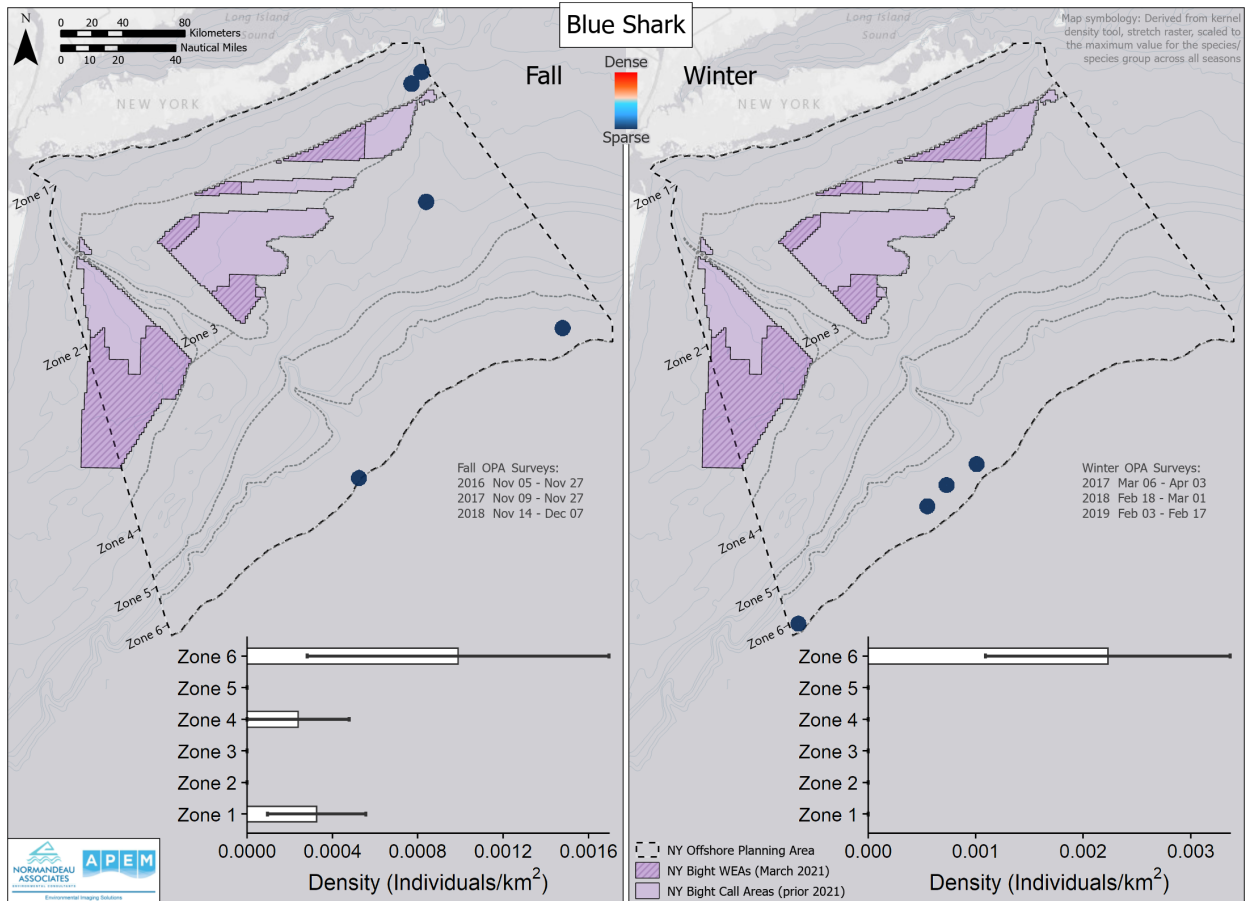 Blue Shark
N
0 20 40 80
Kilometers
Nautical Miles
0 10 20 40
Long Island
Sound
NEW YORK
Fall
Dense
Sparse
Winter
Long Island
Sound
NEW YORK
Map symbology: Derived from kernel
density tool, stretch raster, scaled to
the maximum value for the species/
species group across all seasons
Zone 1
Zone 2
Zone 3
Zone 4
Zone 5
Zone 6
Fall OPA Surveys:
2016 Nov 05 - Nov 27
2017 Nov 09 - Nov 27
2018 Nov 14 - Dec 07
Zone 1
Zone 2
Zone 3
Zone 4
Zone 5
Zone 6
Winter OPA Surveys:
2017 Mar 06 - Apr 03
2018 Feb 18 - Mar 01
2019 Feb 03 - Feb 17
Zone 6
Zone 5
Zone 4
Zone 3
Zone 2
Zone 1
0.0000 0.0004 0.0008 0.0012 0.0016
Density (Individuals/km²)
Zone 6
Zone 5
Zone 4
Zone 3
Zone 2
Zone 1
0.000 0.001 0.002 0.003
Density (Individuals/km²)
NORMANDEAU
ASSOCIATES
ENVIRONMENTAL CONSULTANTS
APEM
Environmental Imaging Solutions
NY Offshore Planning Area
NY Bight WEAs (March 2021)
NY Bight Call Areas (prior 2021)